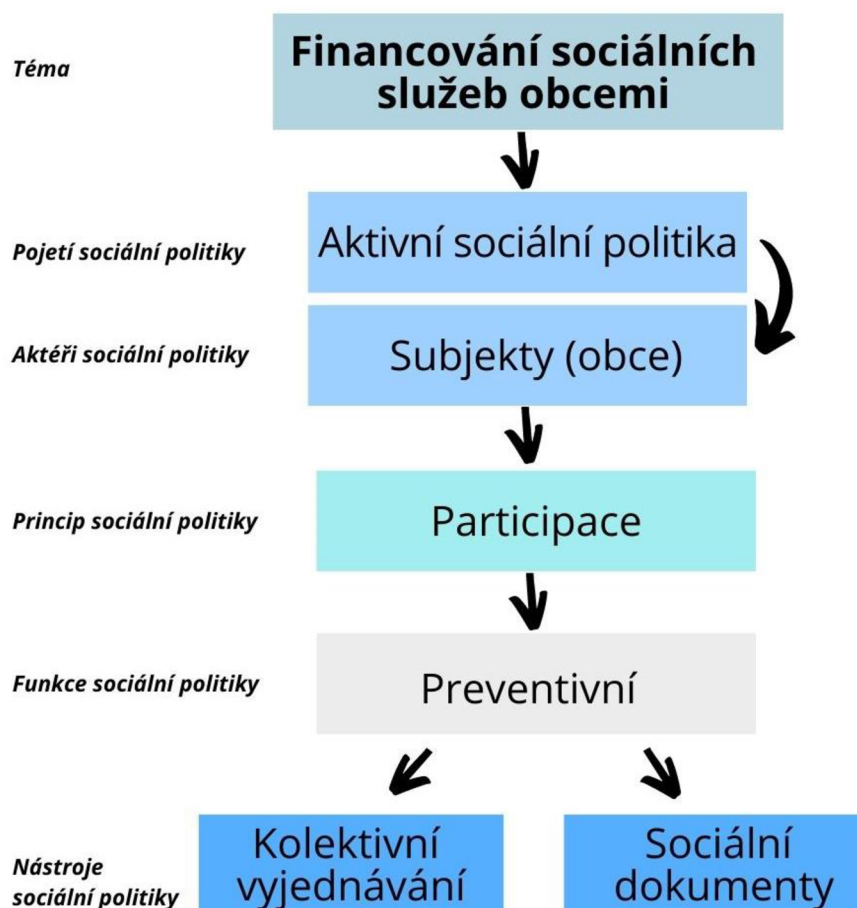 Téma
Financování sociálních
služeb obcemi
Pojetí sociální politiky
Aktivní sociální politika
Aktéři sociální politiky
Subjekty (obce)
Princip sociální politiky
Participace
Funkce sociální politiky
Preventivní
Nástroje
sociální politiky
Kolektivní
vyjednávání
Sociální
dokumenty